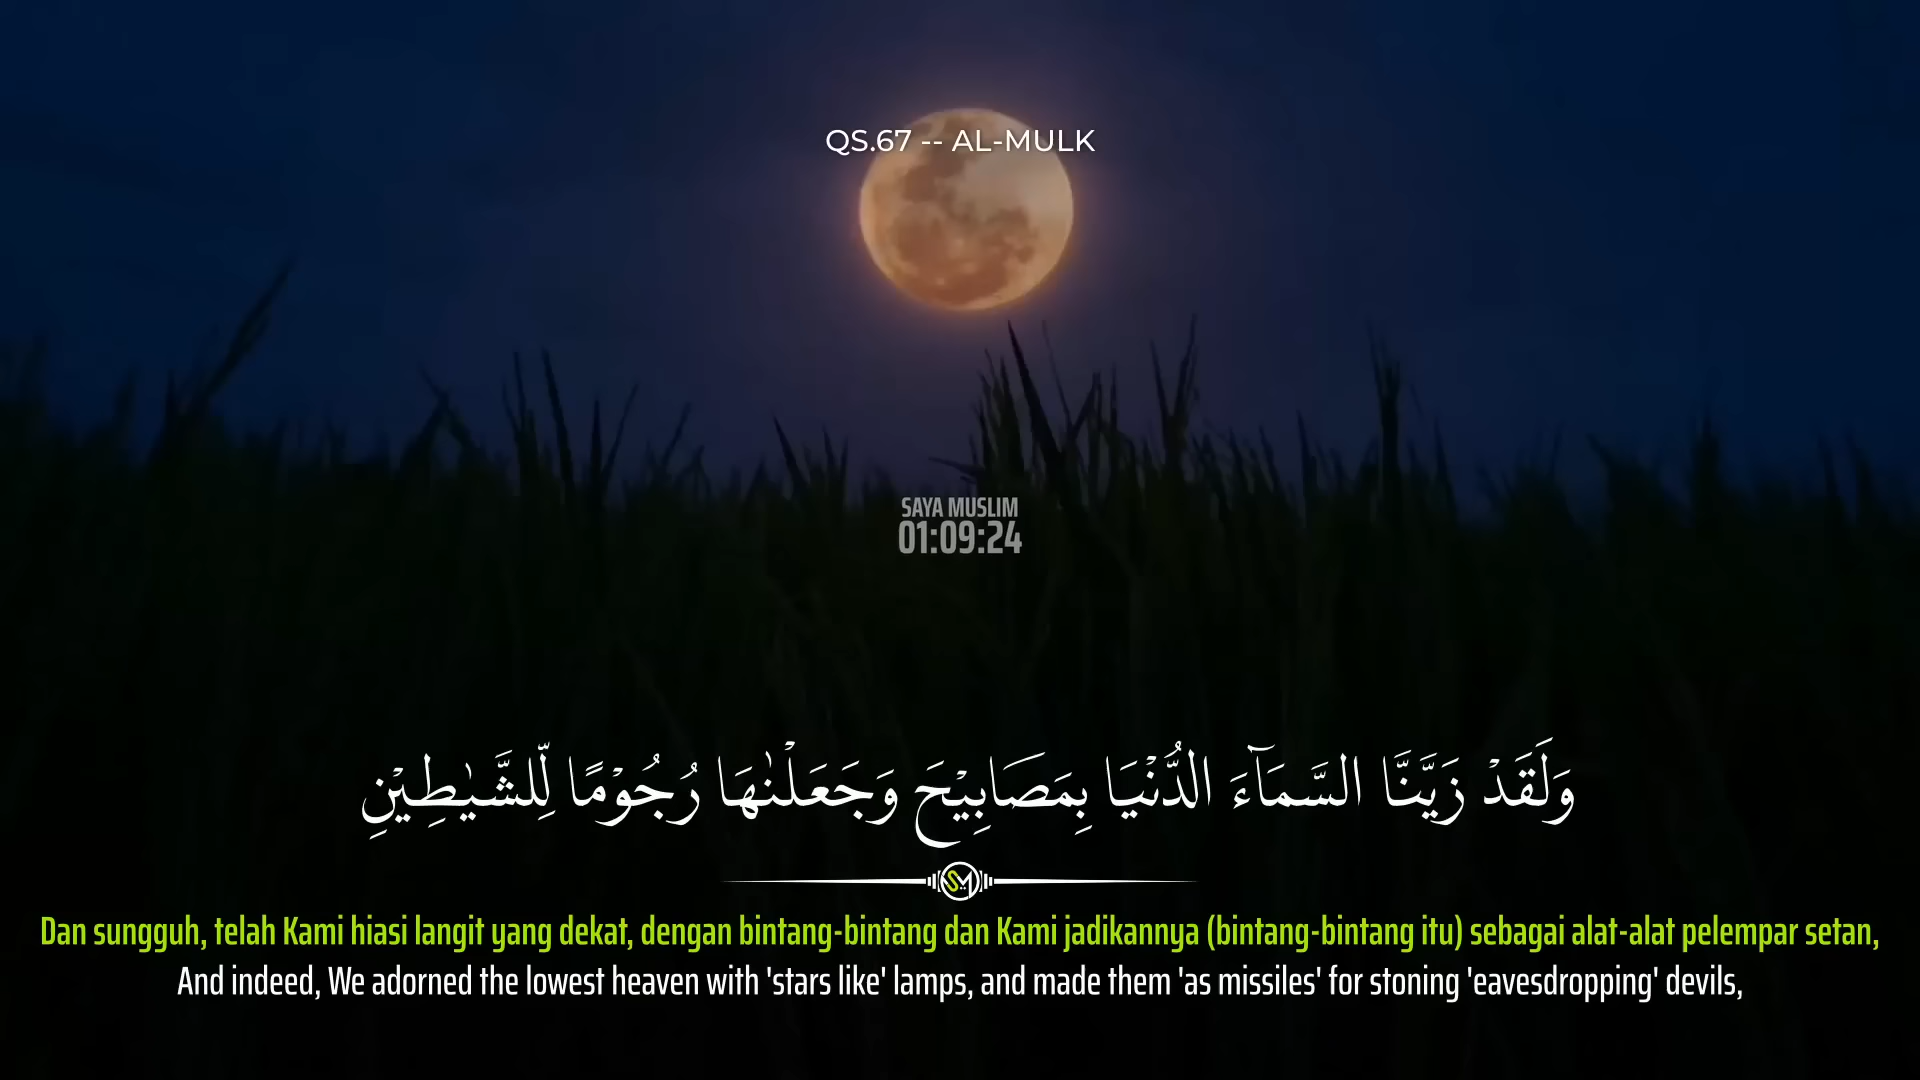 QS.67 -- AL-MULK
SAYA MUSLIM
01:09:24
وَلَقَدْ زَيَّنَّا السَّمَآءَ الدُّنْيَا بِمَصَابِيْحَ وَجَعَلْنٰهَا رُجُوْمًا لِّلشَّيٰطِيْنِ
SM
Dan sungguh, telah Kami hiasi langit yang dekat, dengan bintang-bintang dan Kami jadikannya (bintang-bintang itu) sebagai alat-alat pelempar setan,
And indeed, We adorned the lowest heaven with 'stars like' lamps, and made them 'as missiles' for stoning 'eavesdropping' devils,